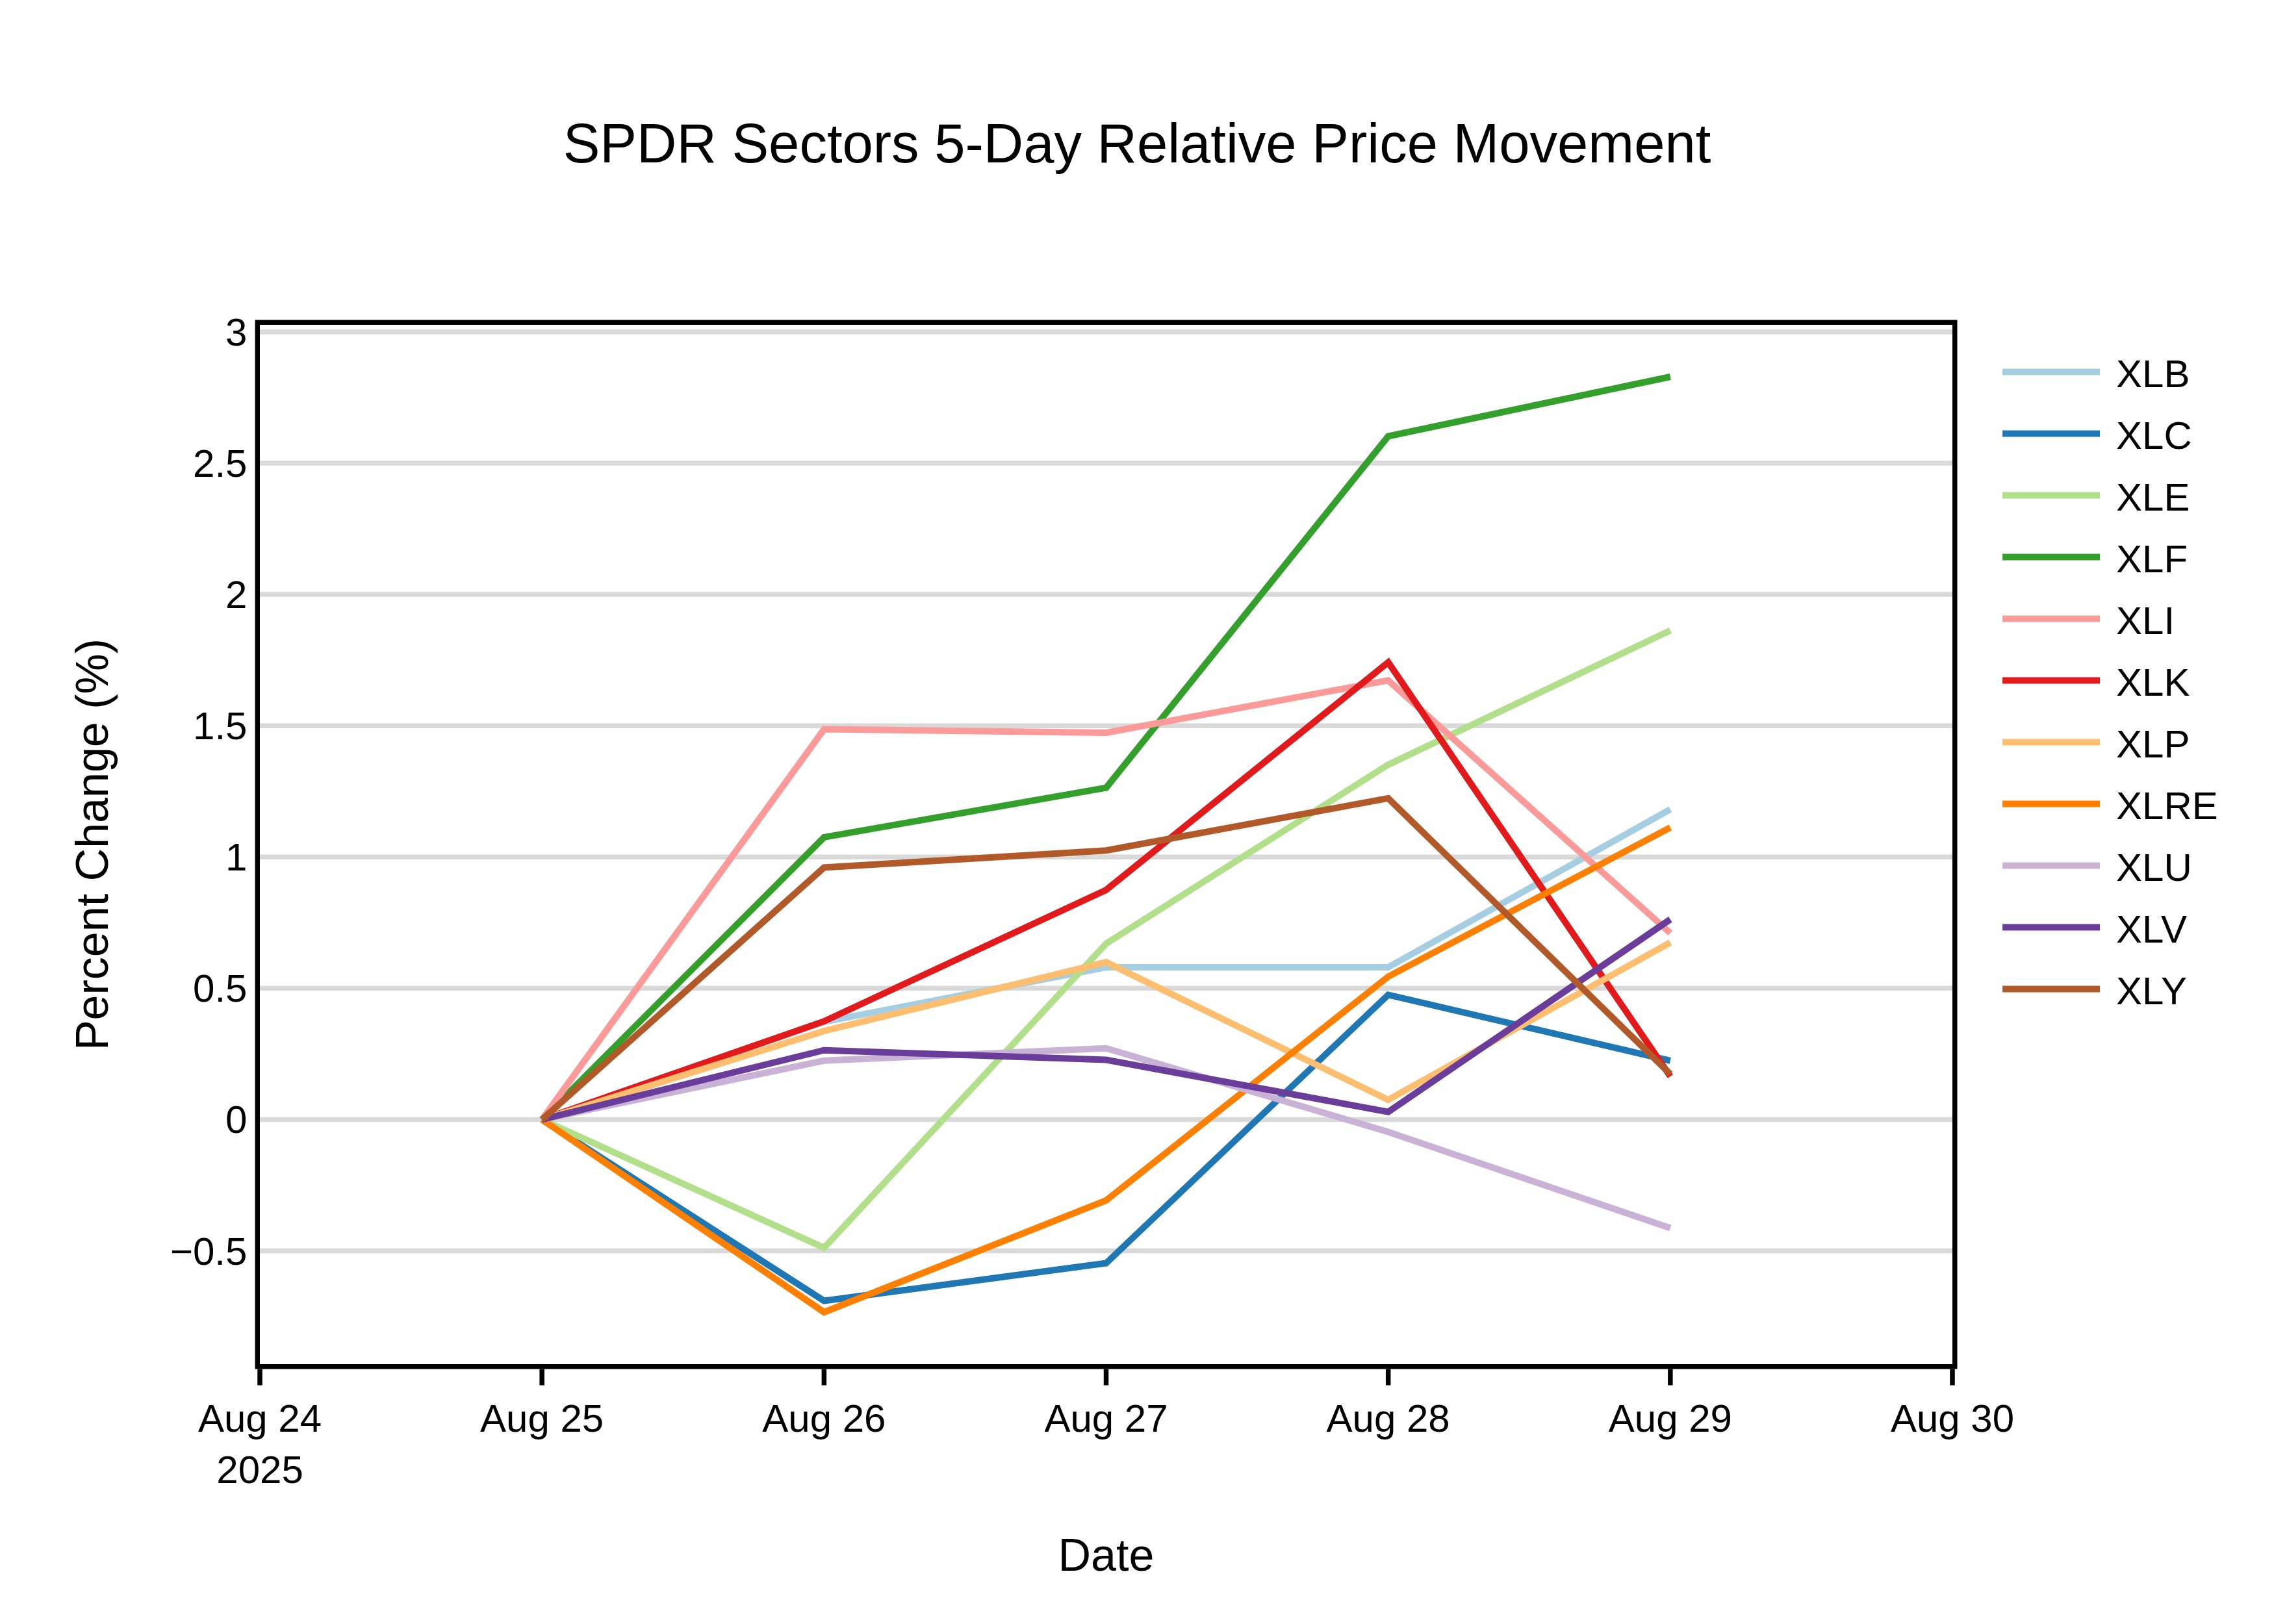 SPDR Sectors 5-Day Relative Price Movement
3
2.5
2
1.5
1
0.5
0
−0.5
Percent Change (%)
XLB
XLC
XLE
XLF
XLI
XLK
XLP
XLRE
XLU
XLV
XLY
Aug 24
2025
Aug 25
Aug 26
Aug 27
Aug 28
Aug 29
Aug 30
Date